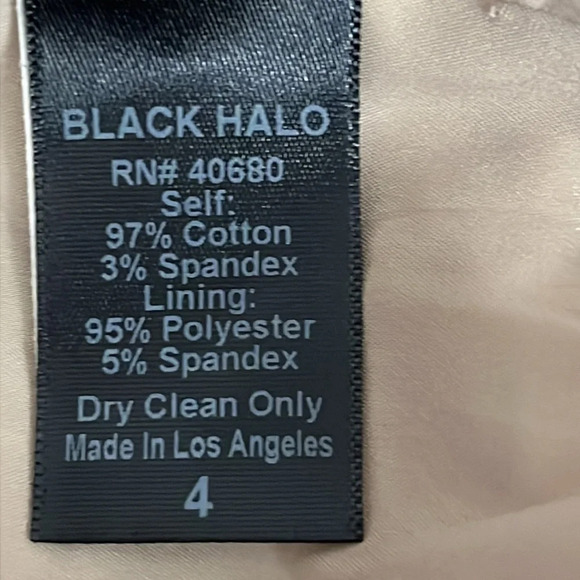 BLACK HALO
RN# 40680
Self:
97% Cotton
3% Spandex
Lining:
95% Polyester
5% Spandex
Dry Clean Only
Made In Los Angeles
4